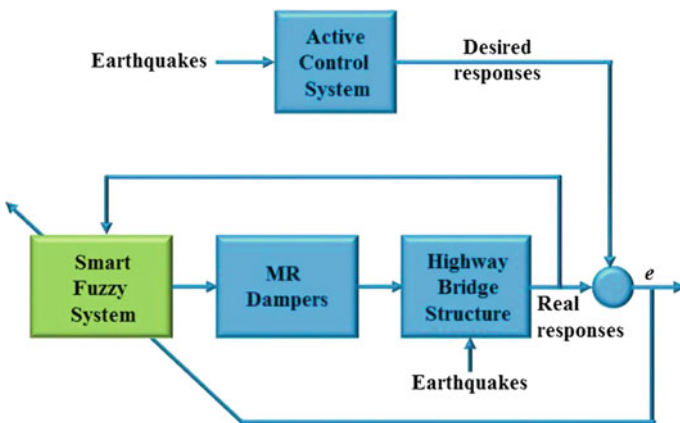 Active
Control
System
Earthquakes
Desired
responses
Smart
Fuzzy
System
MR
Dampers
Highway
Bridge
Structure
e
Real
responses
Earthquakes